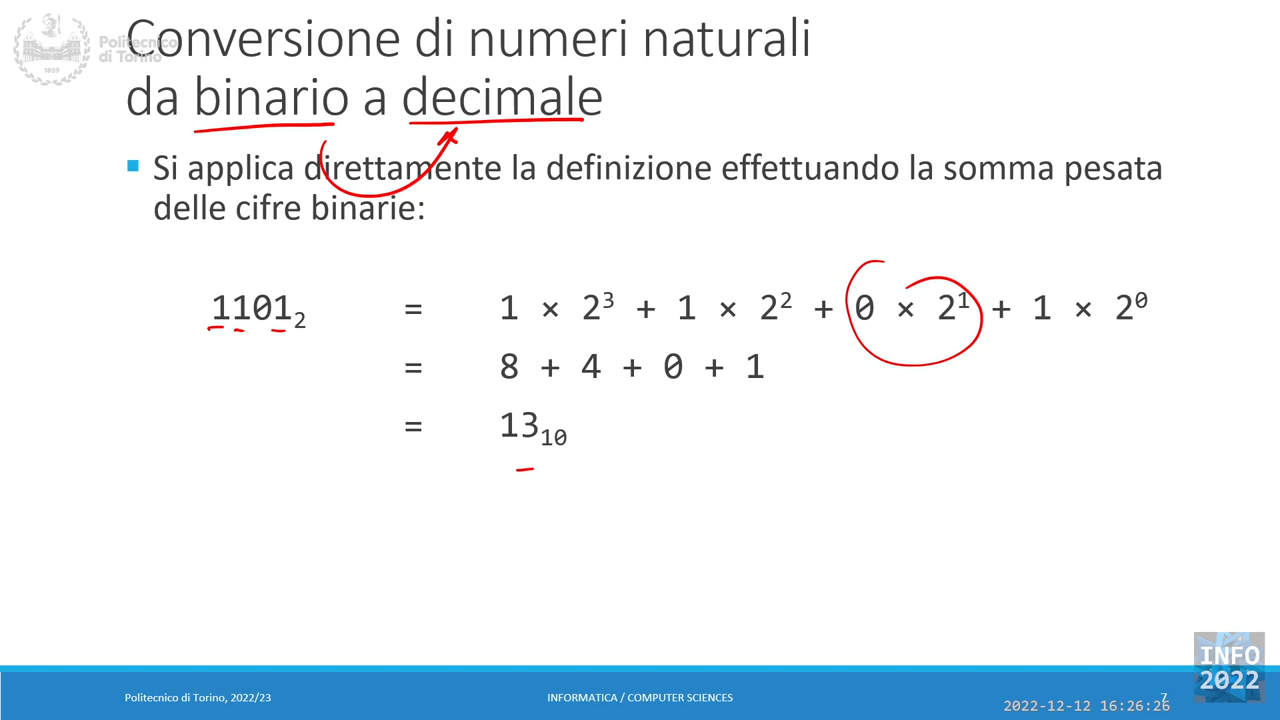 Politecnico
di Torino
1859
Conversione di numeri naturali
da binario a decimale
Si applica direttamente la definizione effettuando la somma pesata
delle cifre binarie:
1101₂ = 1 × 2³ + 1 × 2² + 0 × 2¹ + 1 × 2⁰
= 8 + 4 + 0 + 1
= 13₁₀
INFO
2022
Politecnico di Torino, 2022/23 INFORMATICA / COMPUTER SCIENCES 7
2022-12-12 16:26:26